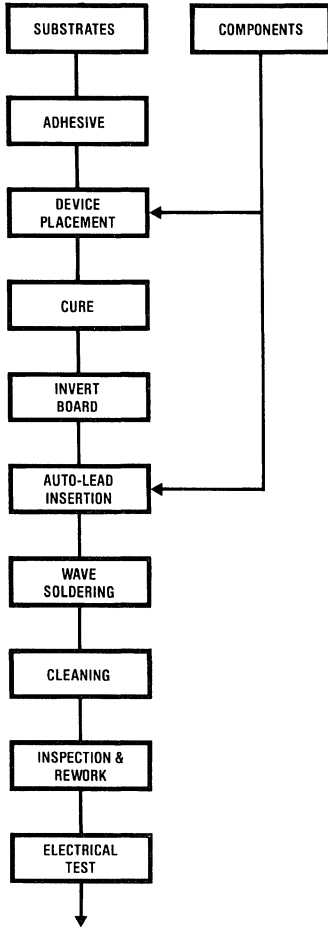 SUBSTRATES
COMPONENTS
ADHESIVE
DEVICE
PLACEMENT
CURE
INVERT
BOARD
AUTO-LEAD
INSERTION
WAVE
SOLDERING
CLEANING
INSPECTION &
REWORK
ELECTRICAL
TEST